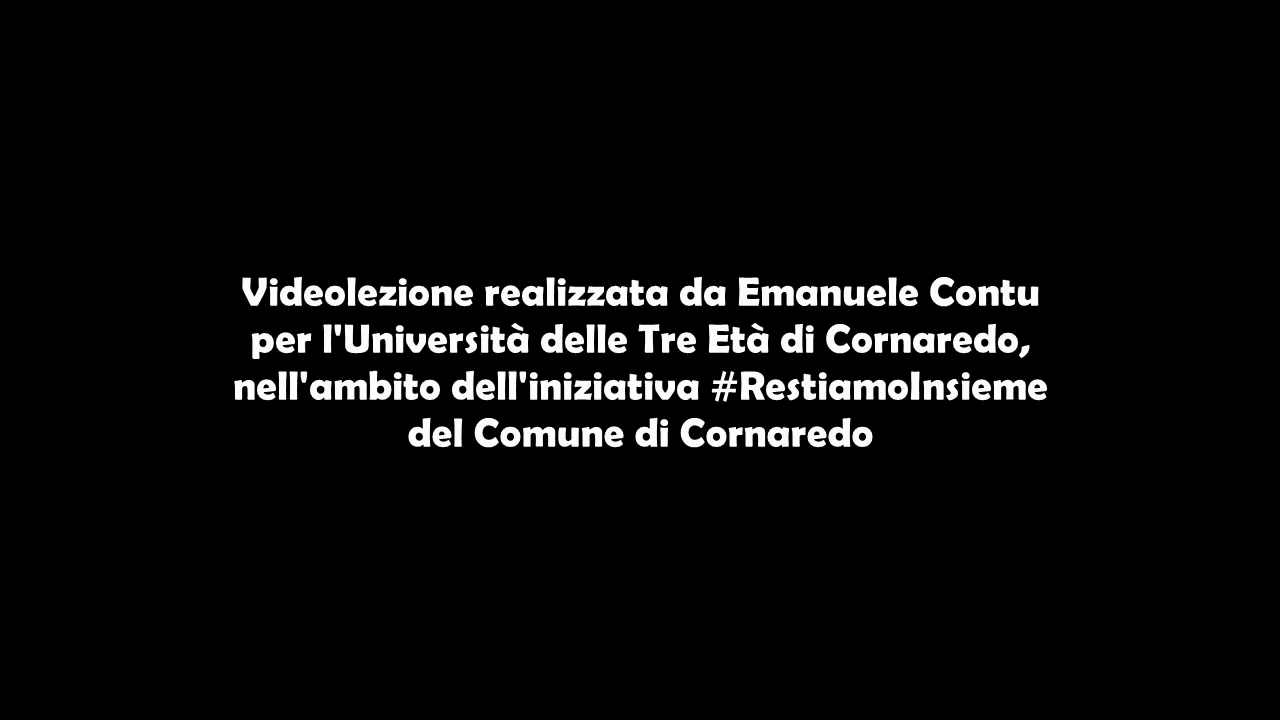 Videolezione realizzata da Emanuele Contu
per l'Università delle Tre Età di Cornaredo,
nell'ambito dell'iniziativa #RestiamoInsieme
del Comune di Cornaredo